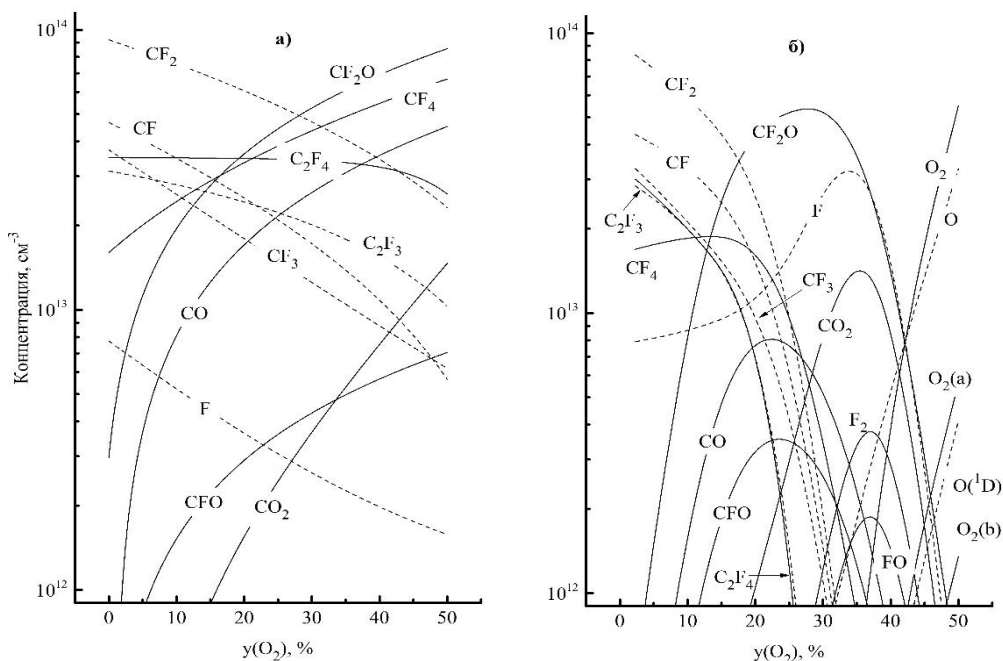 а)
Концентрация, см⁻³
10¹⁴
10¹³
10¹²
CF₂
CF₂O
CF₄
CF
C₂F₄
C₂F₃
CF₃
CO
F
CFO
CO₂
0 10 20 30 40 50
y(O₂), %
б)
10¹⁴
10¹³
10¹²
CF₂
CF₂O
CF
O₂
F
O
C₂F₃
CF₄
CF₃
CO₂
O₂(a)
CO
F₂
CFO
O(¹D)
O₂(b)
FO
C₂F₄
0 10 20 30 40 50
y(O₂), %